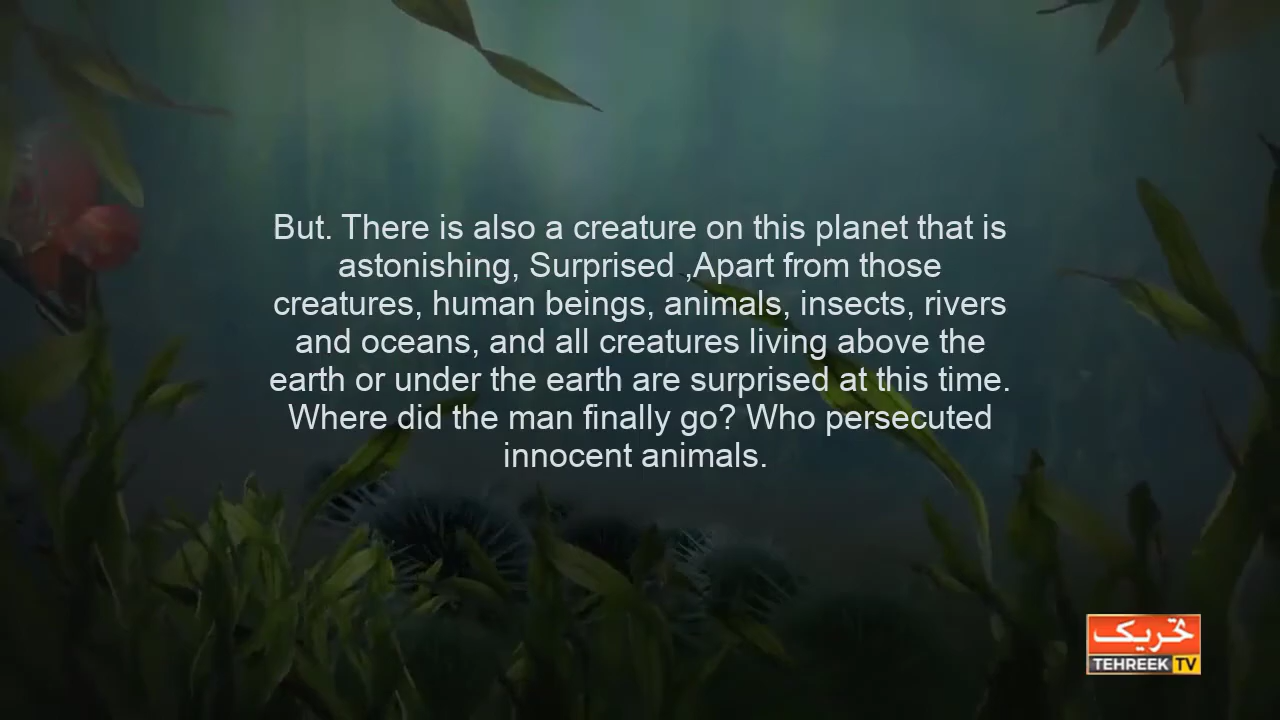 But. There is also a creature on this planet that is
astonishing, Surprised ,Apart from those
creatures, human beings, animals, insects, rivers
and oceans, and all creatures living above the
earth or under the earth are surprised at this time.
Where did the man finally go? Who persecuted
innocent animals.
تحریک
TEHREEK TV